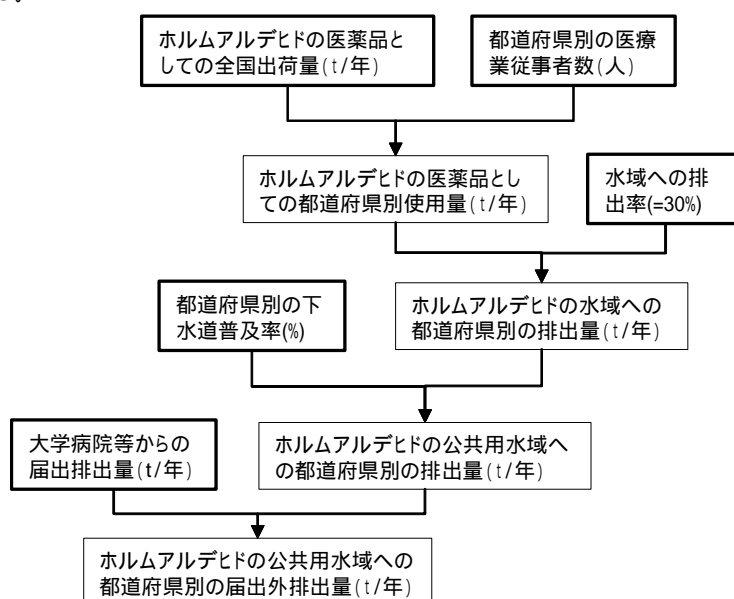 ホルムアルデヒドの医薬品と
しての全国出荷量(t/年)
都道府県別の医療
業従事者数(人)
ホルムアルデヒドの医薬品とし
ての都道府県別使用量(t/年)
水域への排
出率(=30%)
都道府県別の下
水道普及率(%)
ホルムアルデヒドの水域への
都道府県別の排出量(t/年)
大学病院等からの
届出排出量(t/年)
ホルムアルデヒドの公共用水域へ
の都道府県別の排出量(t/年)
ホルムアルデヒドの公共用水域への
都道府県別の届出外排出量(t/年)